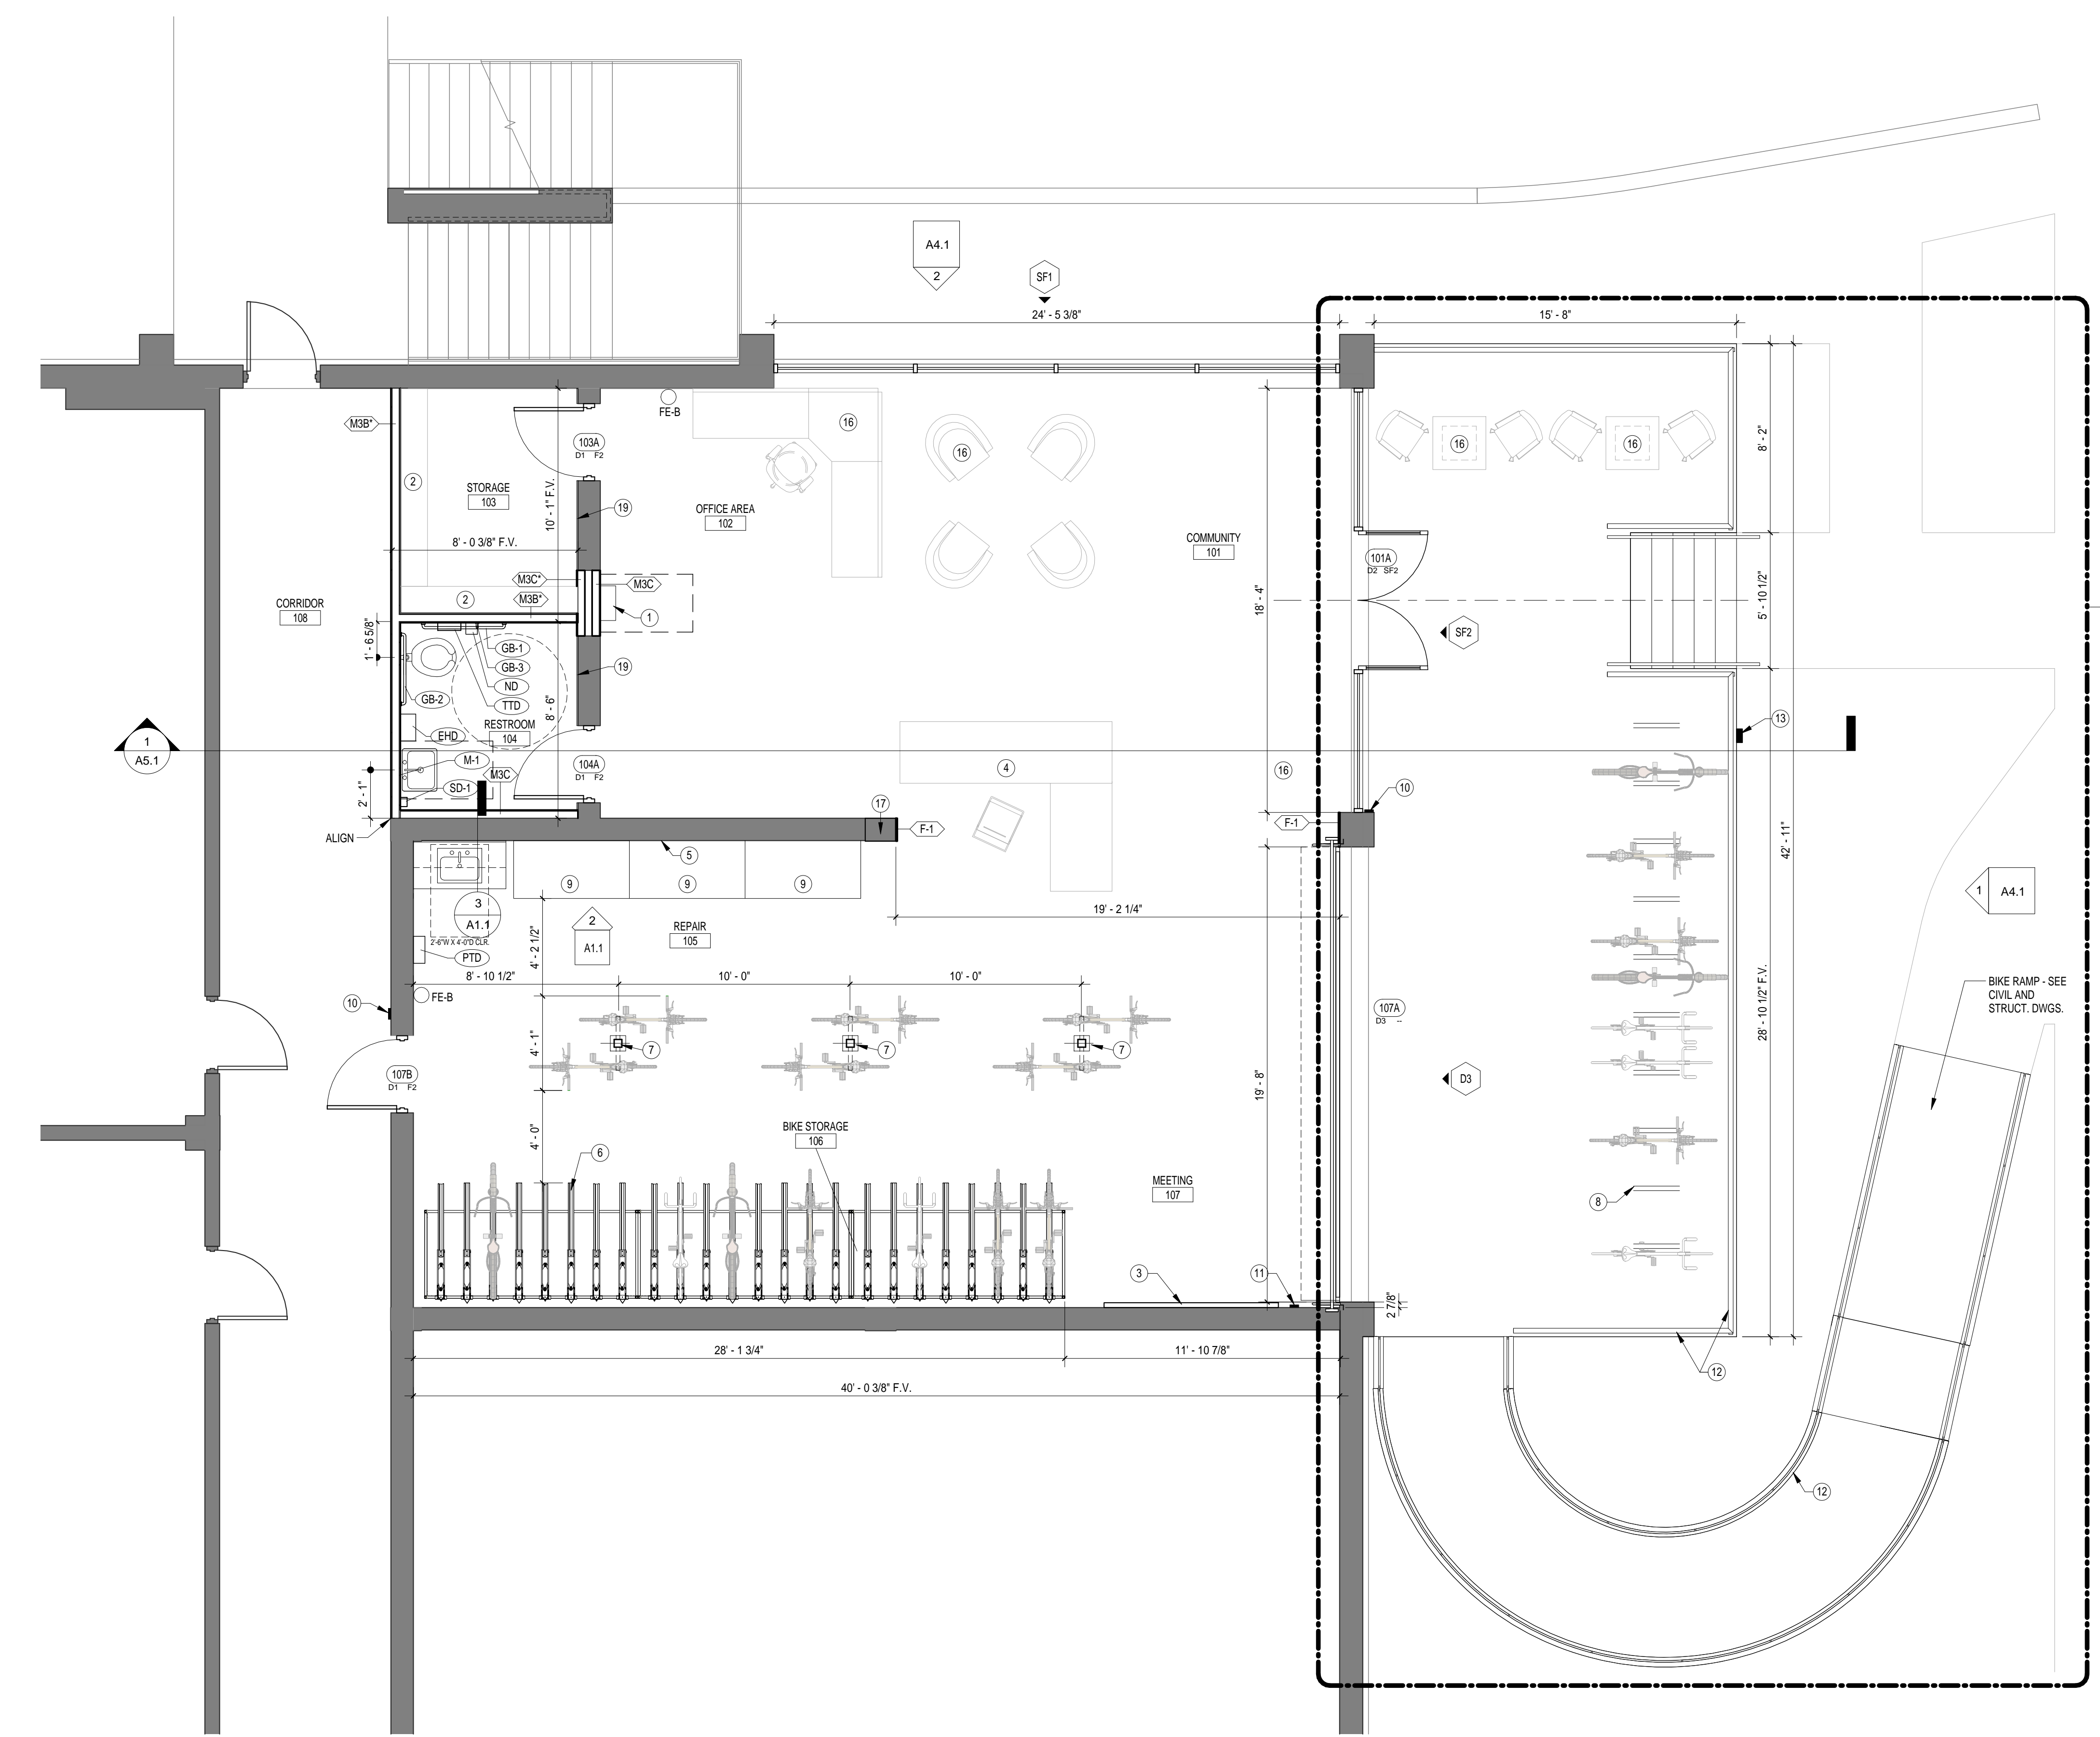 A4.1
2
SF1
24' - 5 3/8"
15' - 8"
M3B*
FE-B
103A
D1 F2
16
16
16
16
8' - 2"
2
STORAGE
103
10' - 1" F.V.
19
OFFICE AREA
102
COMMUNITY
101
8' - 0 3/8" F.V.
101A
D2 SF2
M3C*
M3C
M3B*
2
1
CORRIDOR
108
18' - 4"
5' - 10 1/2"
SF2
1' - 6 5/8"
GB-1
GB-3
ND
TTD
GB-2
19
8' - 6"
RESTROOM
104
EHD
13
1
A5.1
M-1
M3C
SD-1
104A
D1 F2
4
16
2' - 1"
10
17
F-1
F-1
ALIGN
42' - 11"
5
9
9
9
3
A1.1
2'-6"W X 4'-0"D CLR.
2
A1.1
REPAIR
105
19' - 2 1/4"
1
A4.1
PTD
4' - 2 1/2"
8' - 10 1/2"
10' - 0"
10' - 0"
10
FE-B
107A
D3 --
28' - 10 1/2" F.V.
BIKE RAMP - SEE
CIVIL AND
STRUCT. DWGS.
4' - 1"
7
7
7
107B
D1 F2
D3
19' - 8"
4' - 0"
BIKE STORAGE
106
6
MEETING
107
8
3
11
2 7/8"
28' - 1 3/4"
11' - 10 7/8"
12
40' - 0 3/8" F.V.
12